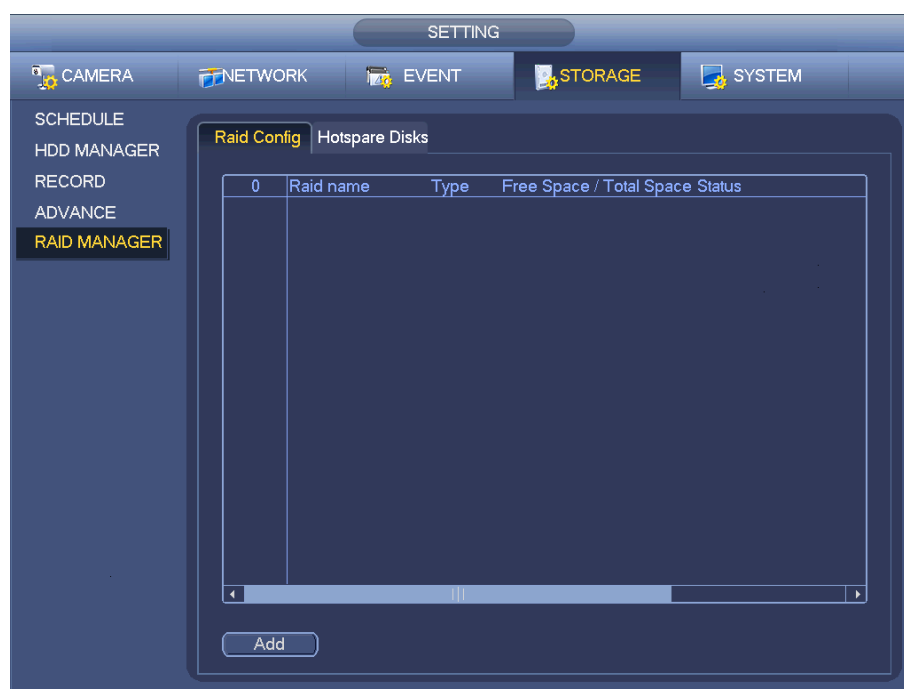 SETTING
CAMERA NETWORK EVENT STORAGE SYSTEM
SCHEDULE
HDD MANAGER
RECORD
ADVANCE
RAID MANAGER
Raid Config Hotspare Disks
0 Raid name Type Free Space / Total Space Status
Add